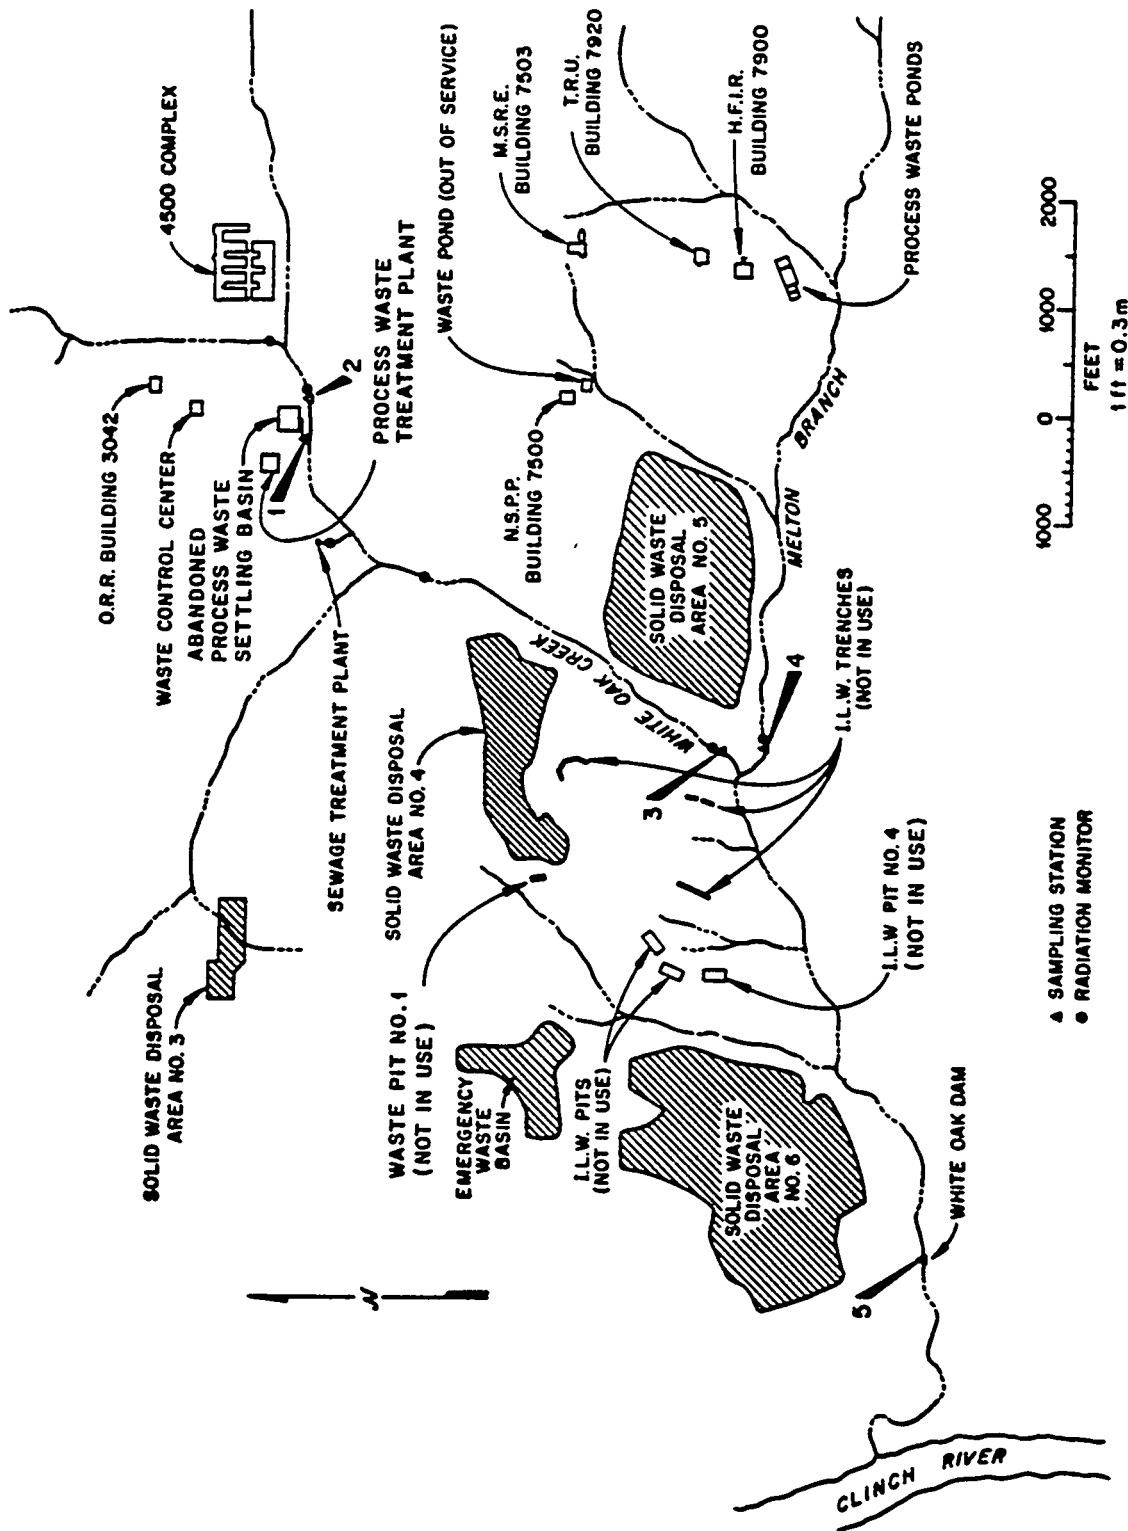 4500 COMPLEX
O.R.R. BUILDING 3042
WASTE CONTROL CENTER
ABANDONED
PROCESS WASTE
SETTLING BASIN
1
2
PROCESS WASTE
TREATMENT PLANT
SEWAGE TREATMENT PLANT
SOLID WASTE DISPOSAL
AREA NO. 3
SOLID WASTE DISPOSAL
AREA NO. 4
WHITE OAK CREEK
WASTE POND (OUT OF SERVICE)
M.S.R.E.
BUILDING 7503
T.R.U.
BUILDING 7920
H.F.I.R.
BUILDING 7900
PROCESS WASTE PONDS
N.S.P.P.
BUILDING 7500
SOLID WASTE
DISPOSAL
AREA NO. 5
MELTON
BRANCH
WASTE PIT NO. 1
(NOT IN USE)
EMERGENCY
WASTE
BASIN
I.L.W. PITS
(NOT IN USE)
SOLID WASTE
DISPOSAL
AREA
NO. 6
3
4
I.L.W. TRENCHES
(NOT IN USE)
I.L.W PIT NO. 4
(NOT IN USE)
5
WHITE OAK DAM
CLINCH RIVER
N
▲ SAMPLING STATION
● RADIATION MONITOR
1000 0 1000 2000
FEET
1 ft = 0.3m